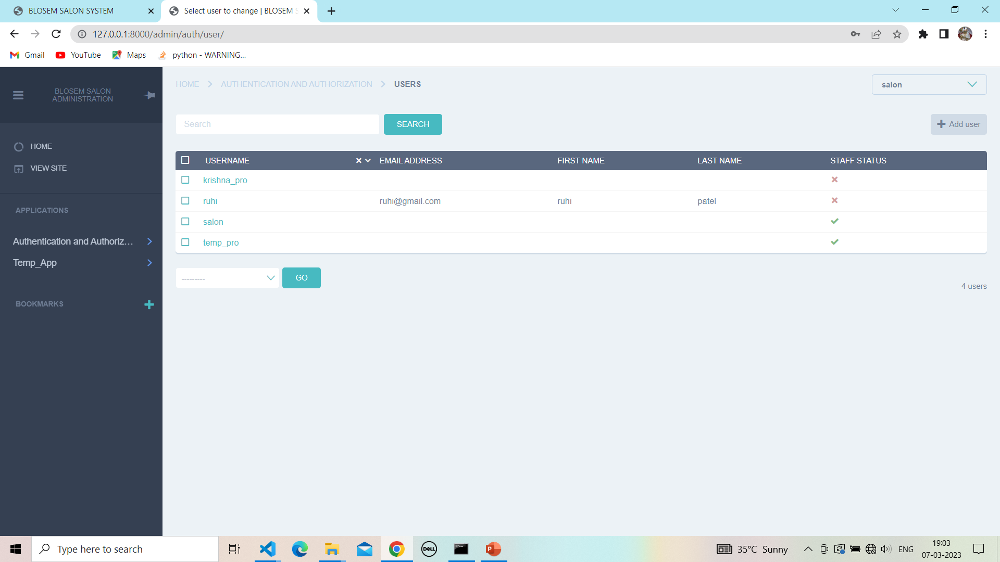 BLOSEM SALON SYSTEM
Select user to change | BLOSEM S
127.0.0.1:8000/admin/auth/user/
Gmail
YouTube
Maps
python - WARNING...
BLOSEM SALON
ADMINISTRATION
HOME
VIEW SITE
APPLICATIONS
Authentication and Authoriz...
Temp_App
BOOKMARKS
HOME AUTHENTICATION AND AUTHORIZATION USERS
salon
Search
SEARCH
Add user
USERNAME EMAIL ADDRESS FIRST NAME LAST NAME STAFF STATUS
krishna_pro
ruhi ruhi@gmail.com ruhi patel
salon
temp_pro
---------
GO
4 users
Type here to search
DELL
35°C Sunny
ENG
19:03
07-03-2023